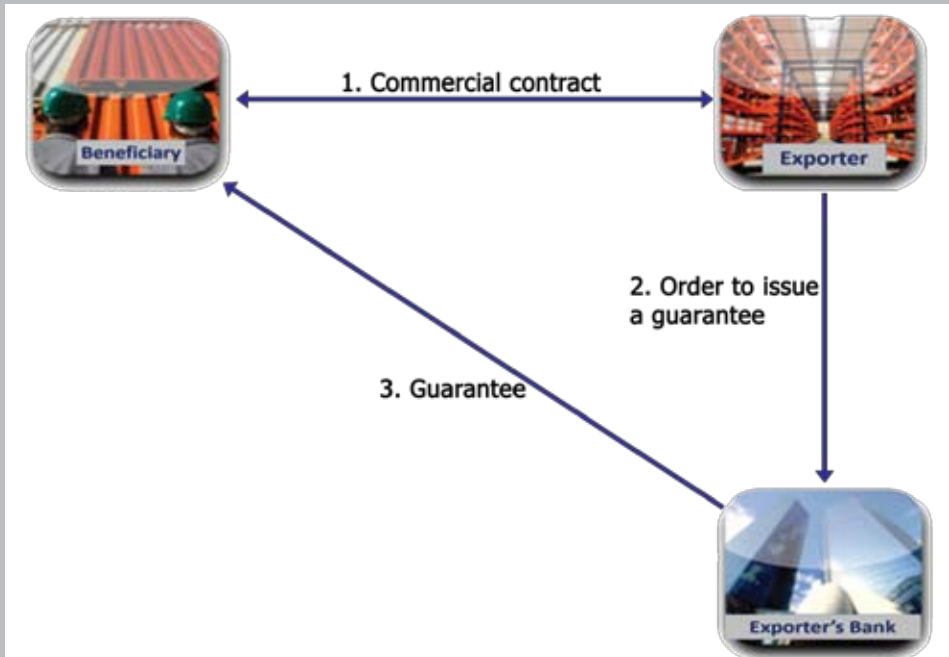 1. Commercial contract
Beneficiary
Exporter
2. Order to issue
a guarantee
3. Guarantee
Exporter's Bank